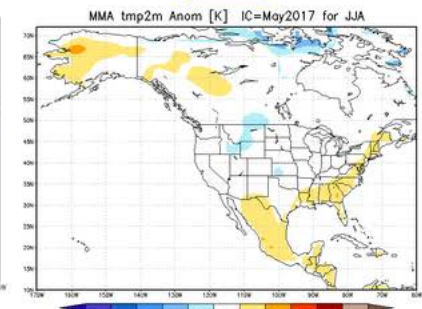 MMA tmp2m Anom [K] IC=May2017 for JJA
70N
65N
60N
55N
50N
45N
40N
35N
30N
25N
20N
15N
10N
170W 160W 150W 140W 130W 120W 110W 100W 90W 80W 70W 60W